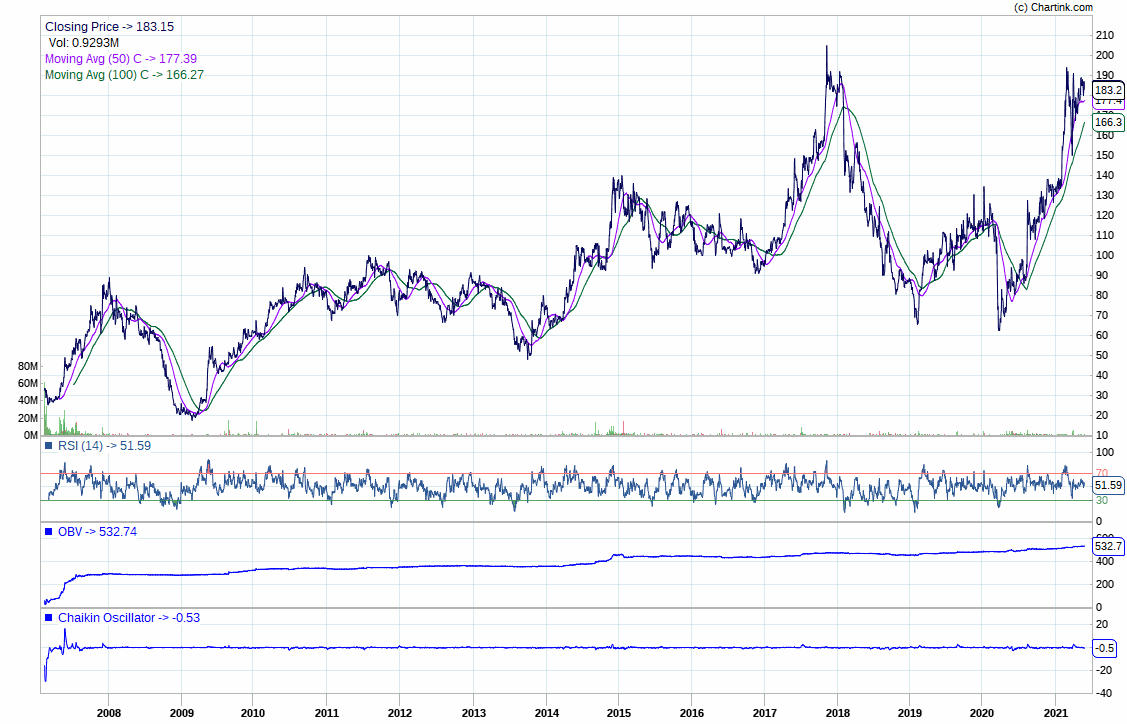 (c) Chartink.com
Closing Price -> 183.15
Vol: 0.9293M
Moving Avg (50) C -> 177.39
Moving Avg (100) C -> 166.27
210
200
190
183.2
177.4
166.3
160
150
140
130
120
110
100
90
80
70
60
50
40
30
20
10
80M
60M
40M
20M
0M
RSI (14) -> 51.59
100
70
51.59
30
0
OBV -> 532.74
532.7
400
200
0
Chaikin Oscillator -> -0.53
20
-0.5
-20
-40
2008 2009 2010 2011 2012 2013 2014 2015 2016 2017 2018 2019 2020 2021